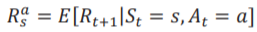 $R_s^a = E[R_{t+1}|S_t = s, A_t = a]$